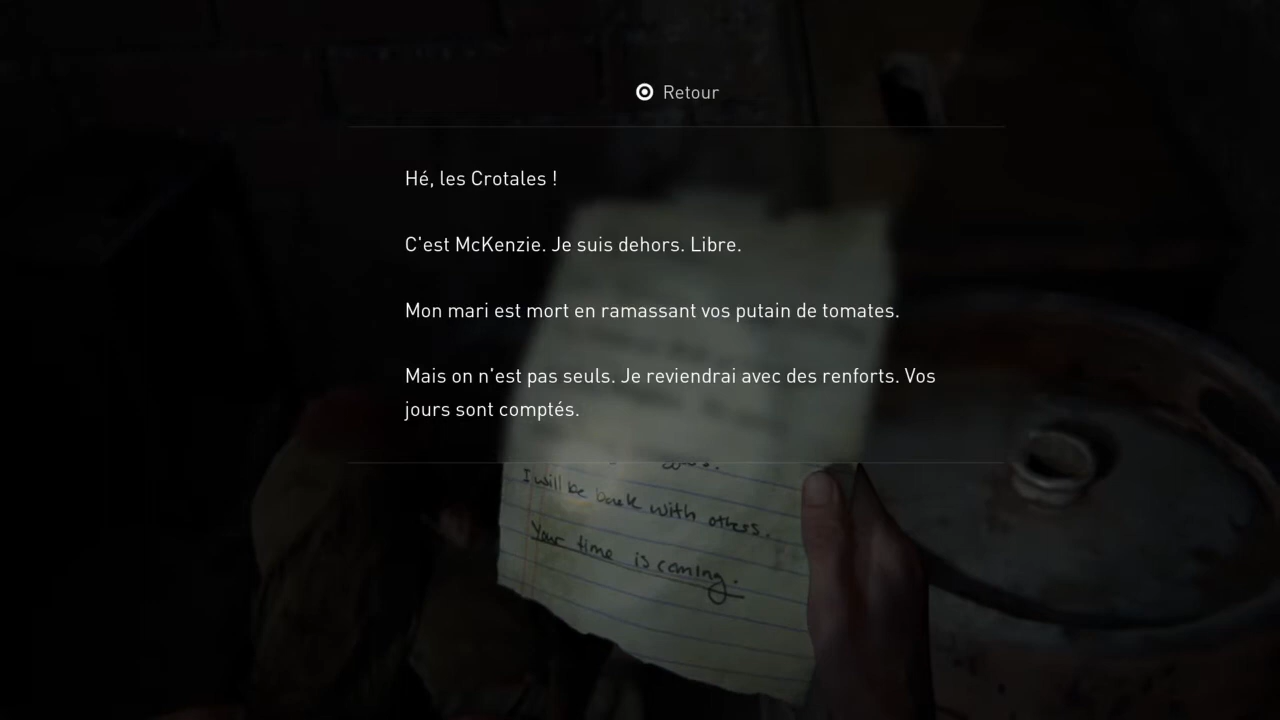 Retour
Hé, les Crotales !
C'est McKenzie. Je suis dehors. Libre.
Mon mari est mort en ramassant vos putain de tomates.
Mais on n'est pas seuls. Je reviendrai avec des renforts. Vos
jours sont comptés.
I will be back with others.
Your time is coming.